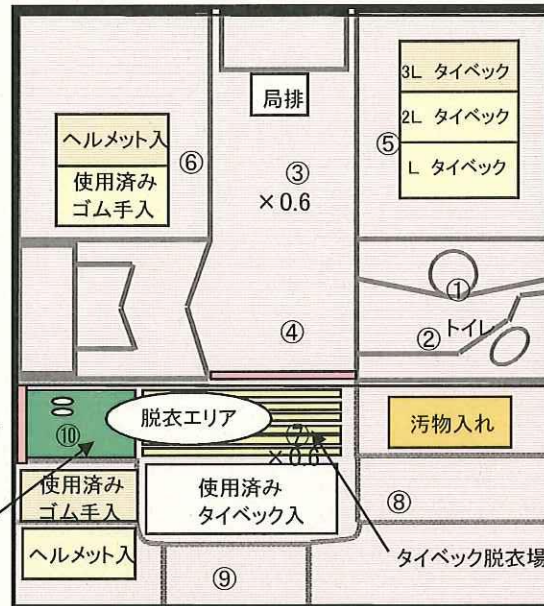 局排
3L タイベック
2L タイベック
L タイベック
⑤
ヘルメット入
使用済み
ゴム手入
⑥
③
×0.6
①
②
トイレ
④
脱衣エリア
⑩
⑦
×0.6
汚物入れ
使用済み
ゴム手入
使用済み
タイベック入
⑧
ヘルメット入
タイベック脱衣場
⑨